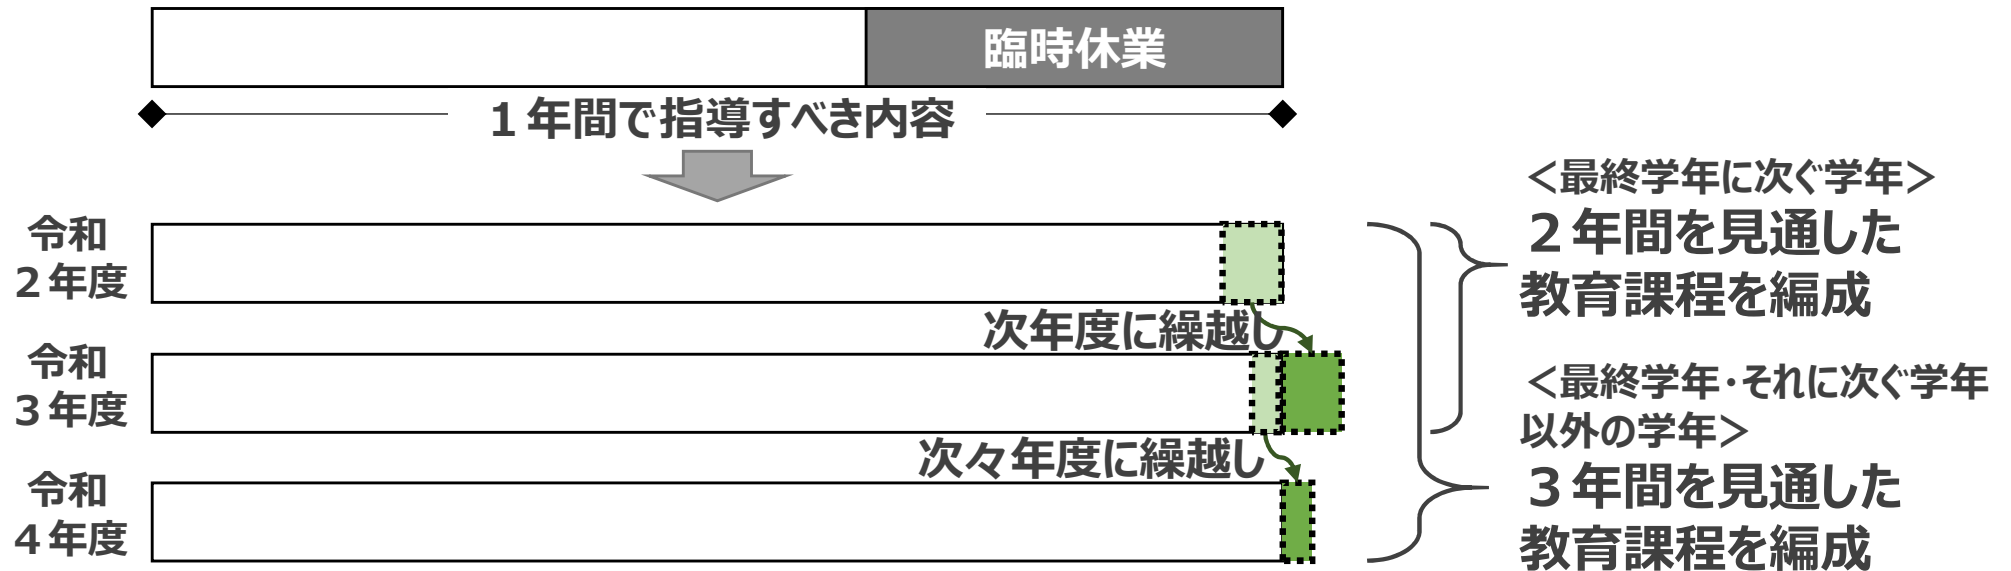 臨時休業
１年間で指導すべき内容
令和
２年度
次年度に繰越し
令和
３年度
次々年度に繰越し
令和
４年度
＜最終学年に次ぐ学年＞
２年間を見通した
教育課程を編成
＜最終学年・それに次ぐ学年
以外の学年＞
３年間を見通した
教育課程を編成